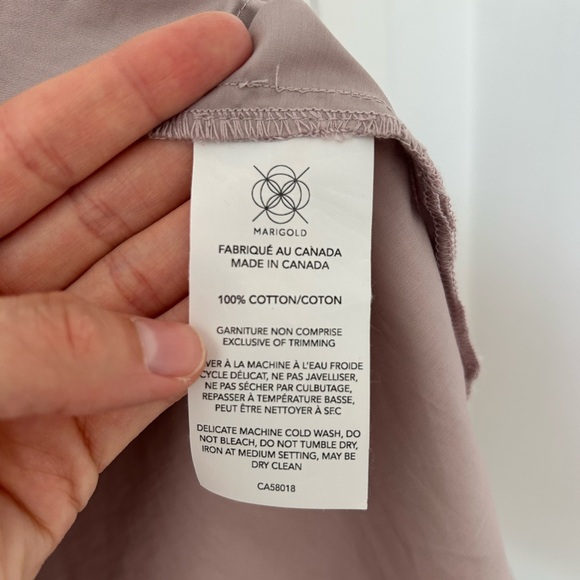 MARIGOLD
FABRIQUÉ AU CANADA
MADE IN CANADA
100% COTTON/COTON
GARNITURE NON COMPRISE
EXCLUSIVE OF TRIMMING
VER À LA MACHINE À L'EAU FROIDE
CYCLE DÉLICAT, NE PAS JAVELLISER,
NE PAS SÉCHER PAR CULBUTAGE,
REPASSER À TEMPÉRATURE BASSE,
PEUT ÊTRE NETTOYER À SEC
DELICATE MACHINE COLD WASH, DO
NOT BLEACH, DO NOT TUMBLE DRY,
IRON AT MEDIUM SETTING, MAY BE
DRY CLEAN
CA58018